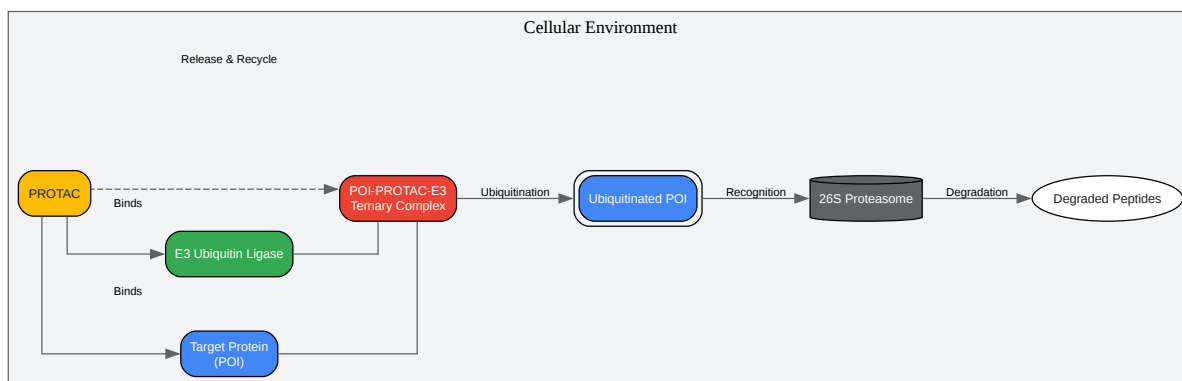 Cellular Environment
Release & Recycle
PROTAC
Binds
POI-PROTAC-E3
Ternary Complex
Ubiquitination
Ubiquitinated POI
Recognition
26S Proteasome
Degradation
Degraded Peptides
E3 Ubiquitin Ligase
Binds
Target Protein
(POI)